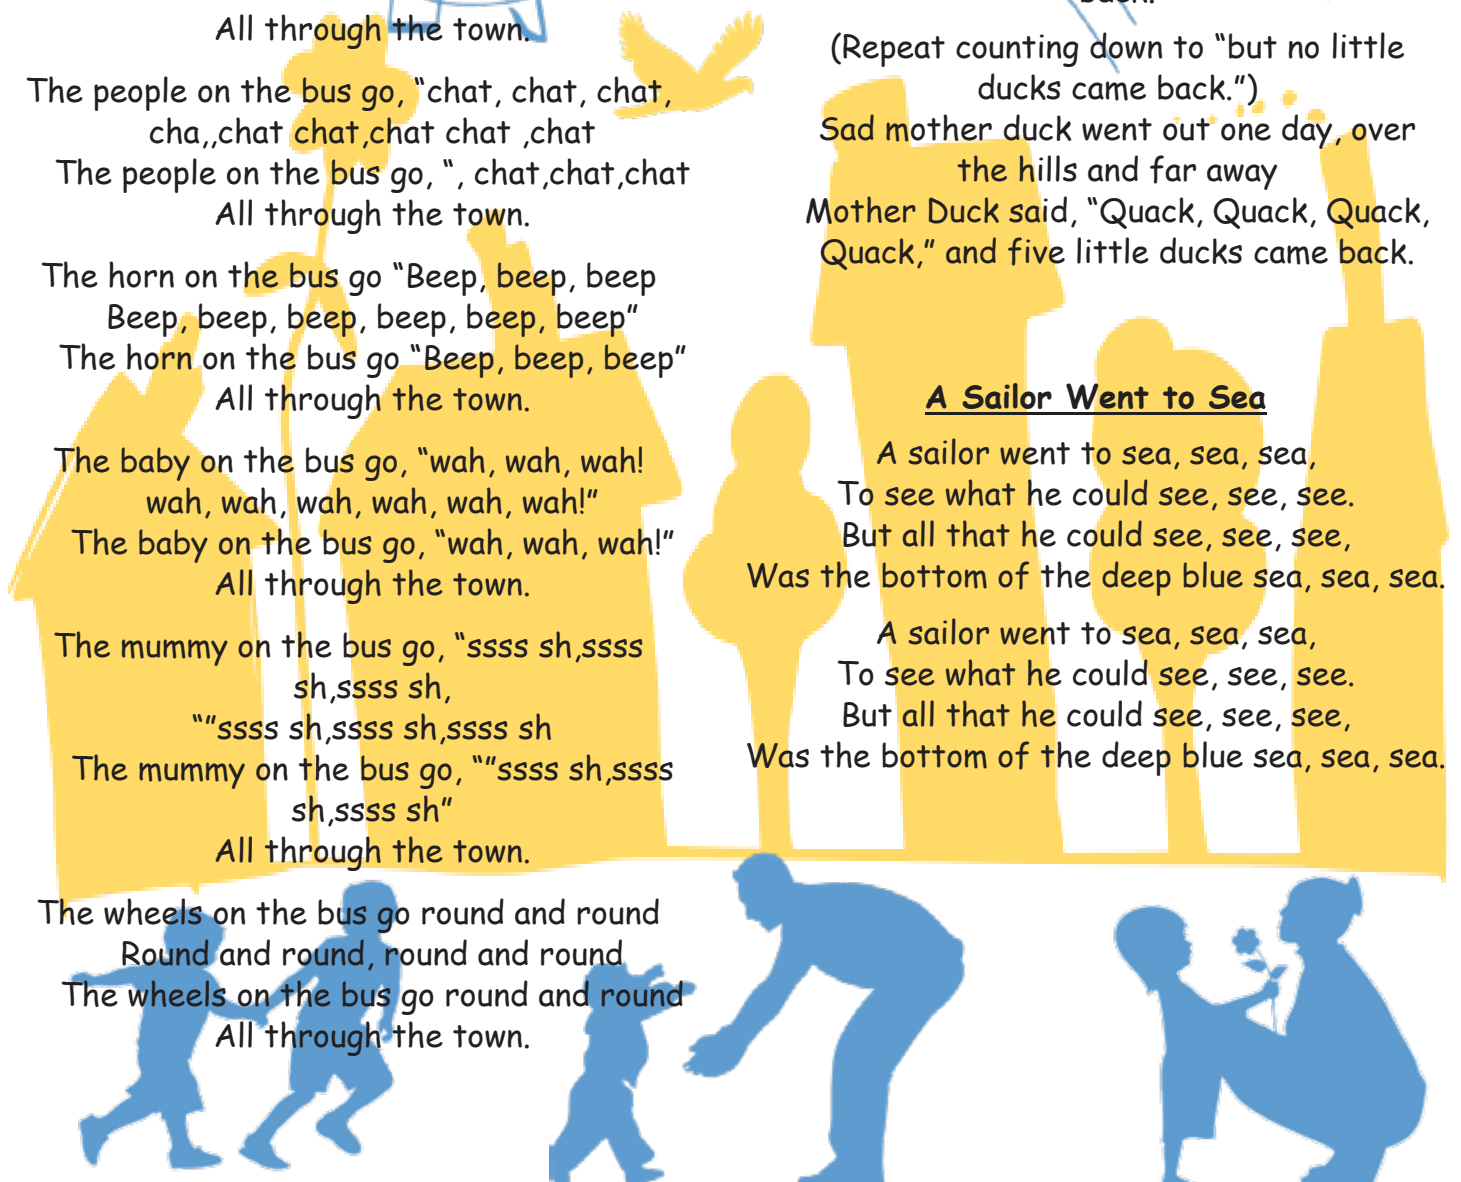 All through the town.
The people on the bus go, “chat, chat, chat,
cha,,chat chat,chat chat ,chat
The people on the bus go, “, chat,chat,chat
All through the town.
The horn on the bus go “Beep, beep, beep
Beep, beep, beep, beep, beep, beep”
The horn on the bus go “Beep, beep, beep”
All through the town.
The baby on the bus go, “wah, wah, wah!
wah, wah, wah, wah, wah, wah!”
The baby on the bus go, “wah, wah, wah!”
All through the town.
The mummy on the bus go, “ssss sh,ssss
sh,ssss sh,
“”ssss sh,ssss sh,ssss sh
The mummy on the bus go, “”ssss sh,ssss
sh,ssss sh”
All through the town.
The wheels on the bus go round and round
Round and round, round and round
The wheels on the bus go round and round
All through the town.
back.
(Repeat counting down to “but no little
ducks came back.”)
Sad mother duck went out one day, over
the hills and far away
Mother Duck said, “Quack, Quack, Quack,
Quack,” and five little ducks came back.
A Sailor Went to Sea
A sailor went to sea, sea, sea,
To see what he could see, see, see.
But all that he could see, see, see,
Was the bottom of the deep blue sea, sea, sea.
A sailor went to sea, sea, sea,
To see what he could see, see, see.
But all that he could see, see, see,
Was the bottom of the deep blue sea, sea, sea.